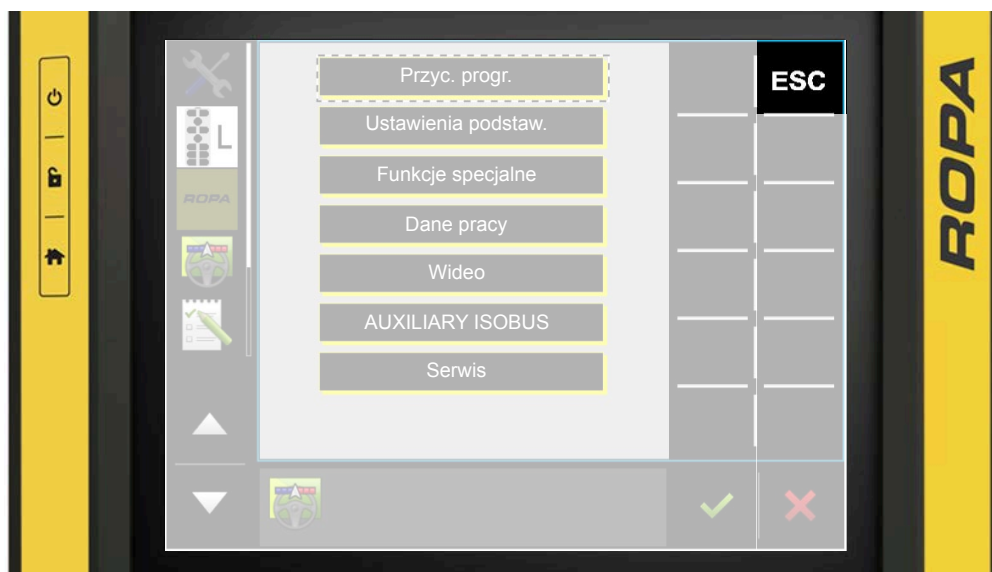 Przyc. progr.
ESC
Ustawienia podstaw.
L
Funkcje specjalne
ROPA
Dane pracy
Wideo
AUXILIARY ISOBUS
Serwis
ROPA